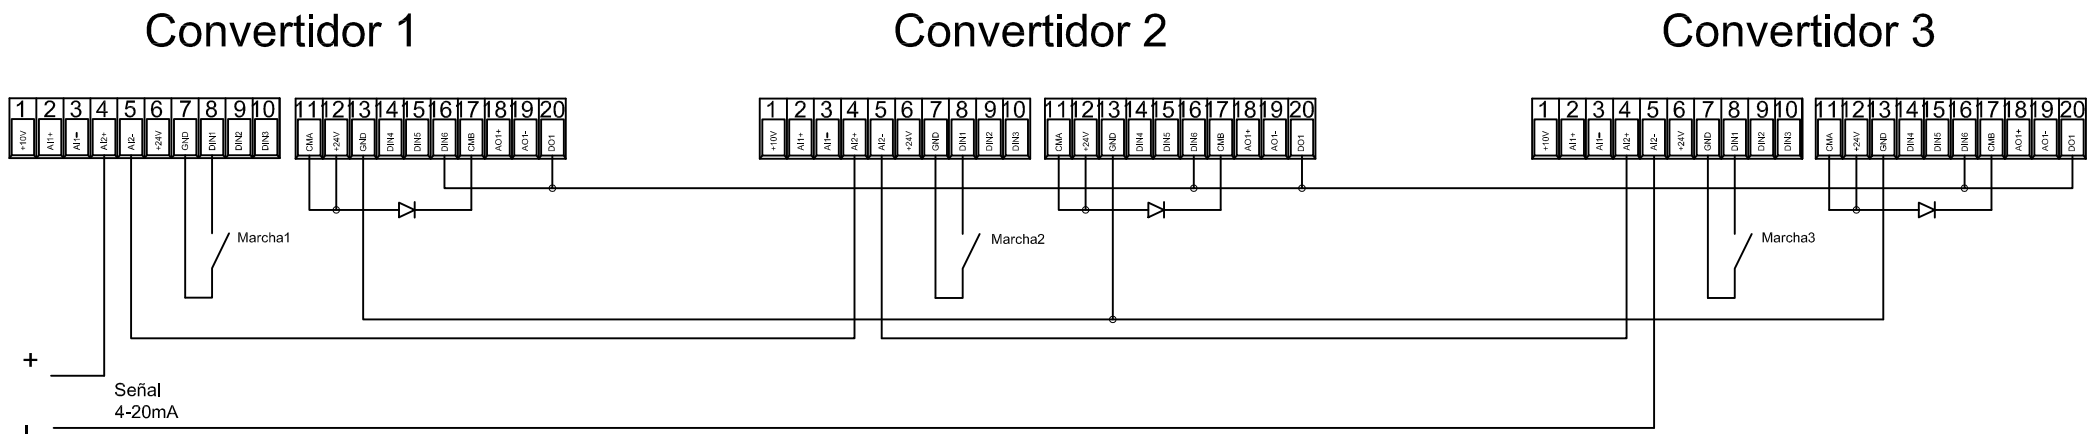 Convertidor 1 Convertidor 2 Convertidor 3
1 2 3 4 5 6 7 8 9 10 11 12 13 14 15 16 17 18 19 20 1 2 3 4 5 6 7 8 9 10 11 12 13 14 15 16 17 18 19 20 1 2 3 4 5 6 7 8 9 10 11 12 13 14 15 16 17 18 19 20
+10V AI1+ AI1- AI2+ AI2- +24V GND DIN1 DIN2 DIN3 CMA +24V GND DIN4 DIN5 DIN6 CMB AO1+ AO1- DO1 +10V AI1+ AI1- AI2+ AI2- +24V GND DIN1 DIN2 DIN3 CMA +24V GND DIN4 DIN5 DIN6 CMB AO1+ AO1- DO1 +10V AI1+ AI1- AI2+ AI2- +24V GND DIN1 DIN2 DIN3 CMA +24V GND DIN4 DIN5 DIN6 CMB AO1+ AO1- DO1
Marcha1 Marcha2 Marcha3
+
Señal
4-20mA